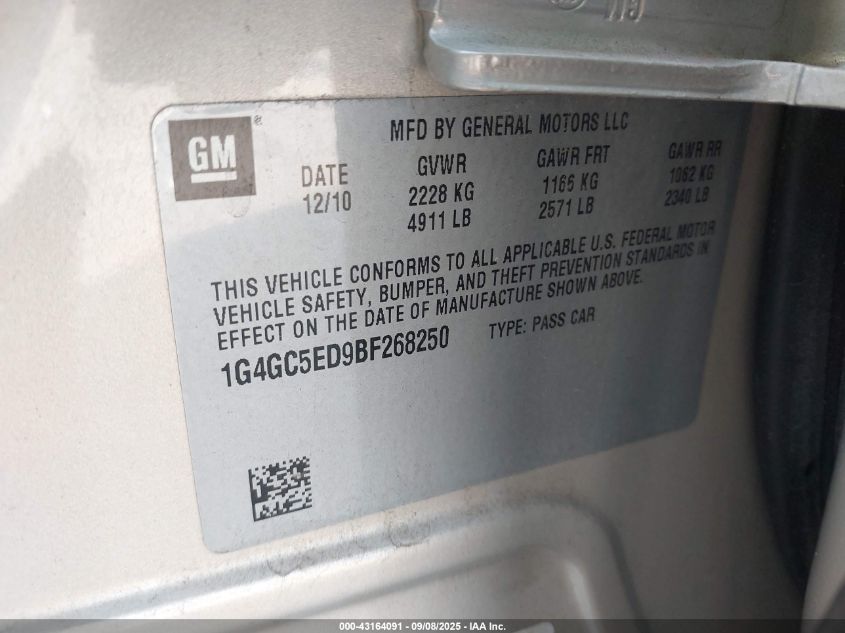 118
GM
®
MFD BY GENERAL MOTORS LLC
DATE GVWR GAWR FRT GAWR RR
12/10 2228 KG 1166 KG 1062 KG
4911 LB 2571 LB 2340 LB
THIS VEHICLE CONFORMS TO ALL APPLICABLE U.S. FEDERAL MOTOR
VEHICLE SAFETY, BUMPER, AND THEFT PREVENTION STANDARDS IN
EFFECT ON THE DATE OF MANUFACTURE SHOWN ABOVE.
1G4GC5ED9BF268250 TYPE: PASS CAR
000-43164091 - 09/08/2025 - IAA Inc.